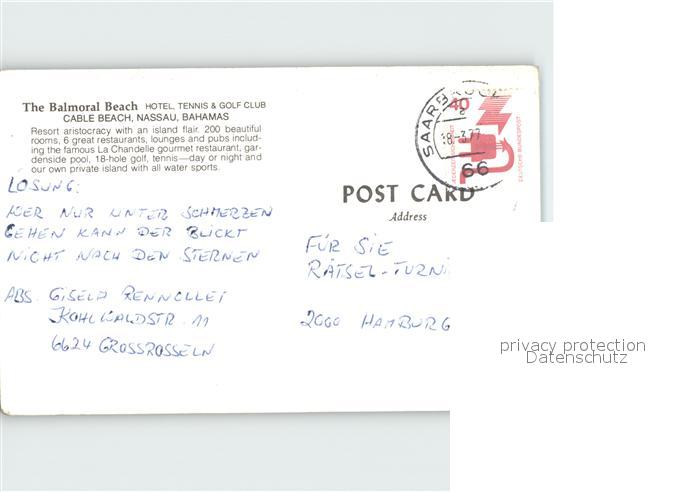 The Balmoral Beach HOTEL, TENNIS & GOLF CLUB
CABLE BEACH, NASSAU, BAHAMAS
Resort aristocracy with an island flair. 200 beautiful
rooms, 6 great restaurants, lounges and pubs includ-
ing the famous La Chandelle gourmet restaurant, gar-
denside pool, 18-hole golf, tennis—day or night and
our own private island with all water sports.
LÖSUNG:
WER NUR UNTER SCHMERZEN
GEHEN KANN DER BLICKT
NICHT NACH DEN STERNEN
ABS. GISELA RENNOLLET
KOHLWALDSTR. 11
6624 GROSSROSSELN
40
DEUTSCHE BUNDESPOST
66
POST CARD
Address
FÜR SIE
RÄTSEL-TURNI
2000 HAMBURG
privacy protection
Datenschutz